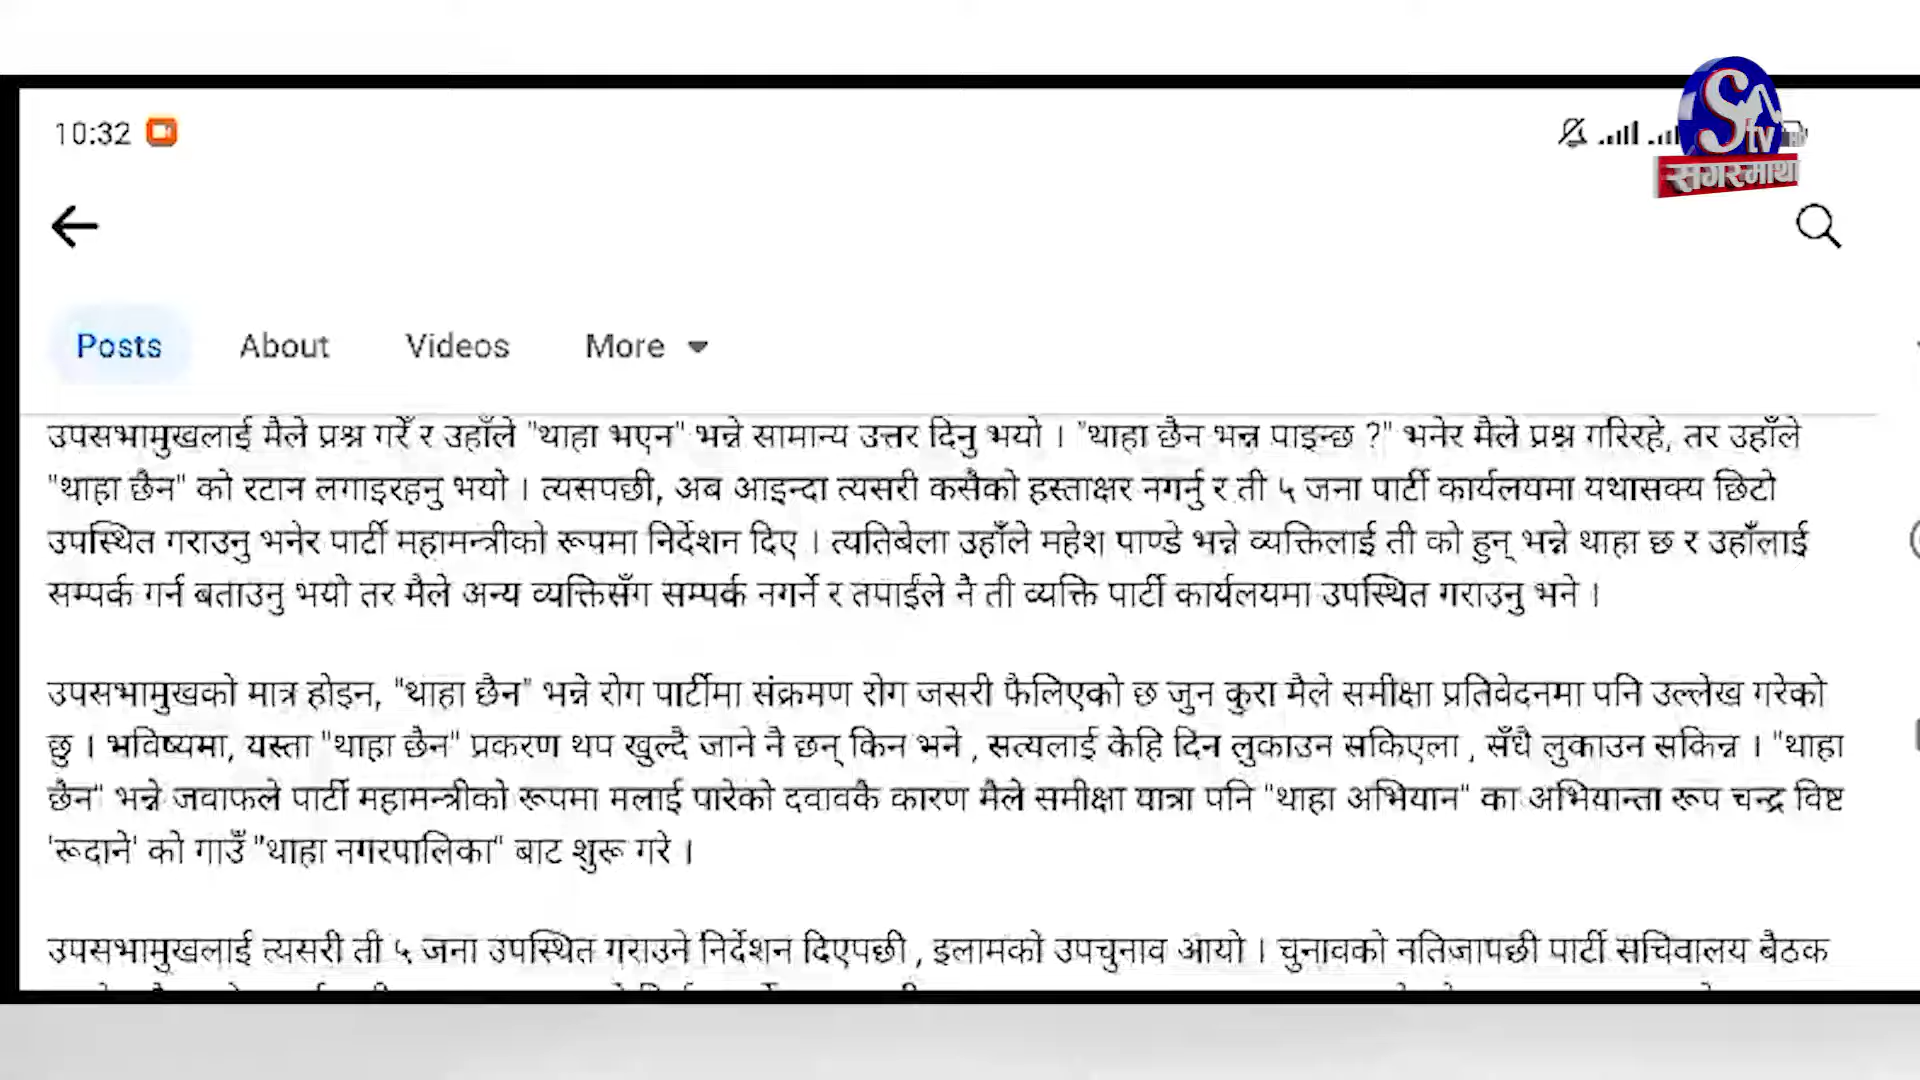 10:32
S tv
सगरमाथा
Posts About Videos More
उपसभामुखलाई मैले प्रश्न गरेँ र उहाँले "थाहा भएन" भन्ने सामान्य उत्तर दिनु भयो । "थाहा छैन भन्न पाइन्छ ?" भनेर मैले प्रश्न गरिरहे, तर उहाँले
"थाहा छैन" को रटान लगाइरहनु भयो । त्यसपछी, अब आइन्दा त्यसरी कसैको हस्ताक्षर नगर्नु र ती ५ जना पार्टी कार्यलयमा यथासक्य छिटो
उपस्थित गराउनु भनेर पार्टी महामन्त्रीको रूपमा निर्देशन दिए । त्यतिबेला उहाँले महेश पाण्डे भन्ने व्यक्तिलाई ती को हुन् भन्ने थाहा छ र उहाँलाई
सम्पर्क गर्न बताउनु भयो तर मैले अन्य व्यक्तिसँग सम्पर्क नगर्ने र तपाईंले नै ती व्यक्ति पार्टी कार्यलयमा उपस्थित गराउनु भने ।
उपसभामुखको मात्र होइन, "थाहा छैन" भन्ने रोग पार्टीमा संक्रमण रोग जसरी फैलिएको छ जुन कुरा मैले समीक्षा प्रतिवेदनमा पनि उल्लेख गरेको
छु । भविष्यमा, यस्ता "थाहा छैन" प्रकरण थप खुल्दै जाने नै छन् किन भने , सत्यलाई केहि दिन लुकाउन सकिएला , सँधै लुकाउन सकिन्न । "थाहा
छैन" भन्ने जवाफले पार्टी महामन्त्रीको रूपमा मलाई पारेको दवावकै कारण मैले समीक्षा यात्रा पनि "थाहा अभियान" का अभियान्ता रूप चन्द्र विष्ट
'रूदाने' को गाउँ "थाहा नगरपालिका" बाट शुरू गरे ।
उपसभामुखलाई त्यसरी ती ५ जना उपस्थित गराउने निर्देशन दिएपछी , इलामको उपचुनाव आयो । चुनावको नतिजापछी पार्टी सचिवालय बैठक